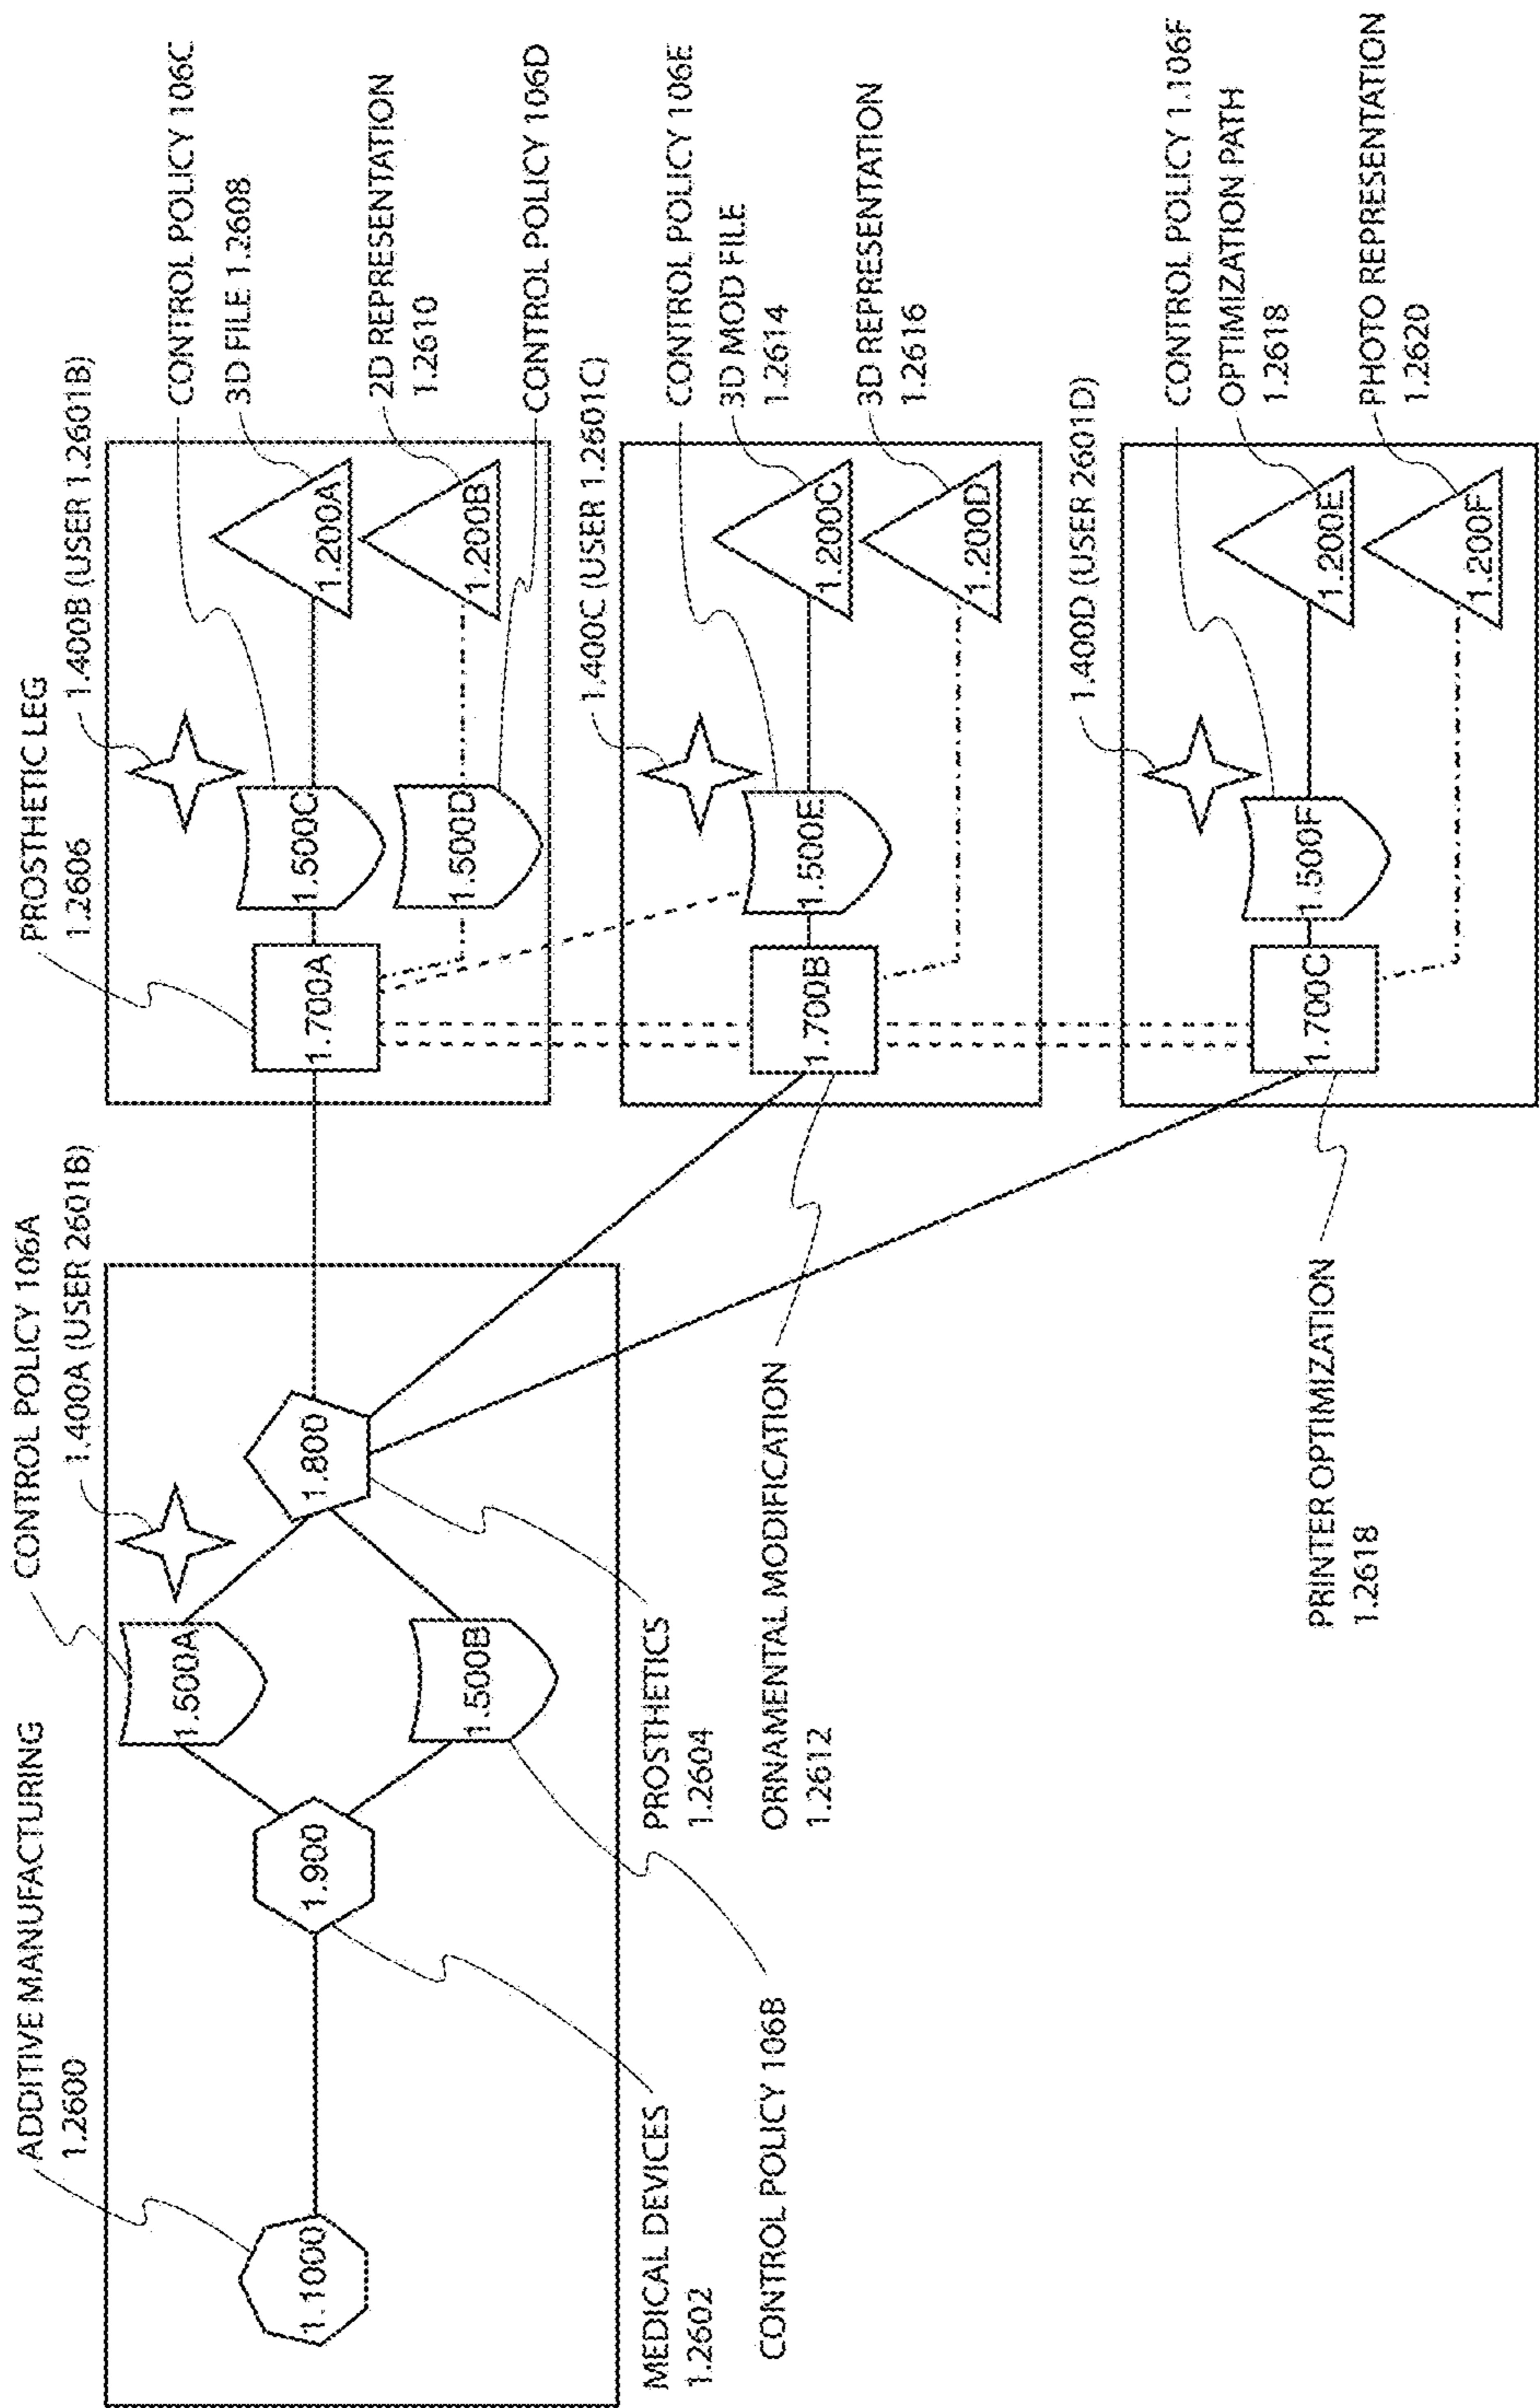 ADDITIVE MANUFACTURING
1.2600
CONTROL POLICY 106A
1.400A (USER 2601B)
1.1000
1.900
1.500A
1.500B
1.800
MEDICAL DEVICES
1.2602
CONTROL POLICY 106B
PROSTHETICS
1.2604
ORNAMENTAL MODIFICATION
1.2612
PRINTER OPTIMIZATION
1.2618
PROSTHETIC LEG
1.2606
1.400B (USER 1.2601B)
1.700A
1.500C
1.500D
1.200A
1.200B
CONTROL POLICY 106C
3D FILE 1.2608
2D REPRESENTATION
1.2610
CONTROL POLICY 106D
1.400C (USER 1.2601C)
1.700B
1.500E
1.200C
1.200D
CONTROL POLICY 106E
3D MOD FILE
1.2614
3D REPRESENTATION
1.2616
1.400D (USER 2601D)
1.700C
1.500F
1.200E
1.200F
CONTROL POLICY 1.106F
OPTIMIZATION PATH
1.2618
PHOTO REPRESENTATION
1.2620